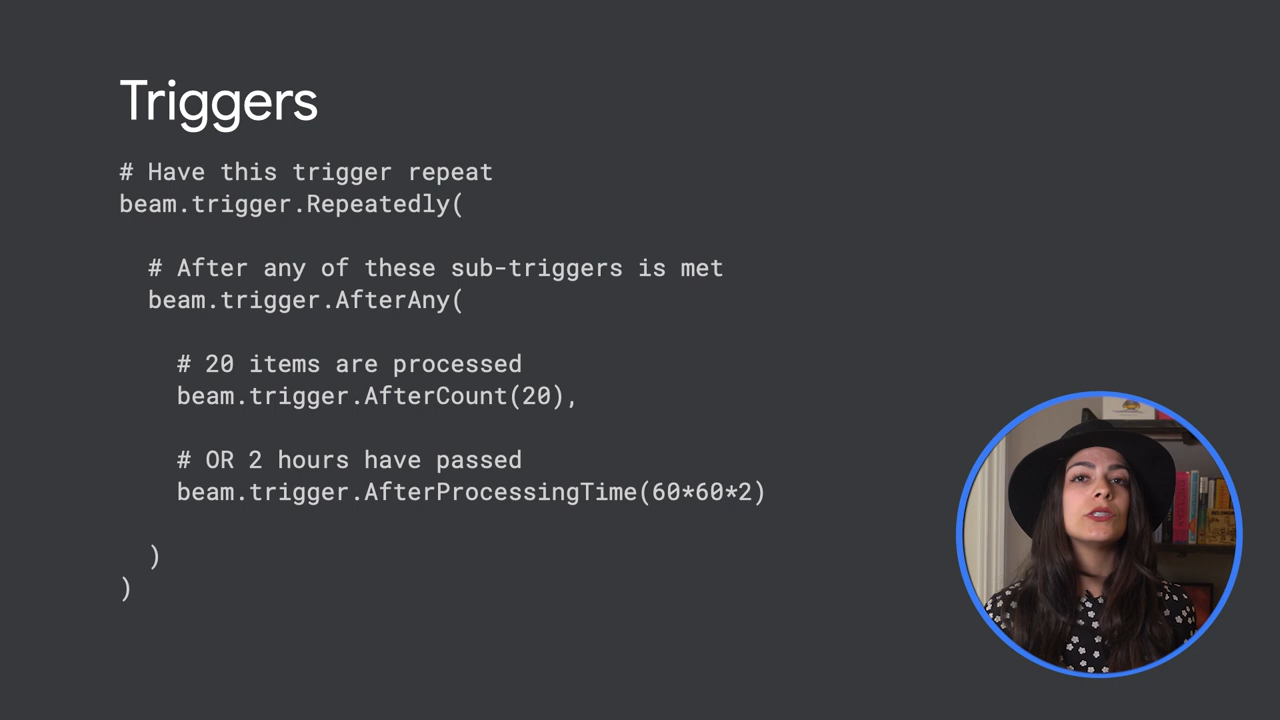 Triggers
# Have this trigger repeat
beam.trigger.Repeatedly(
# After any of these sub-triggers is met
beam.trigger.AfterAny(
# 20 items are processed
beam.trigger.AfterCount(20),
# OR 2 hours have passed
beam.trigger.AfterProcessingTime(60*60*2)
)
)